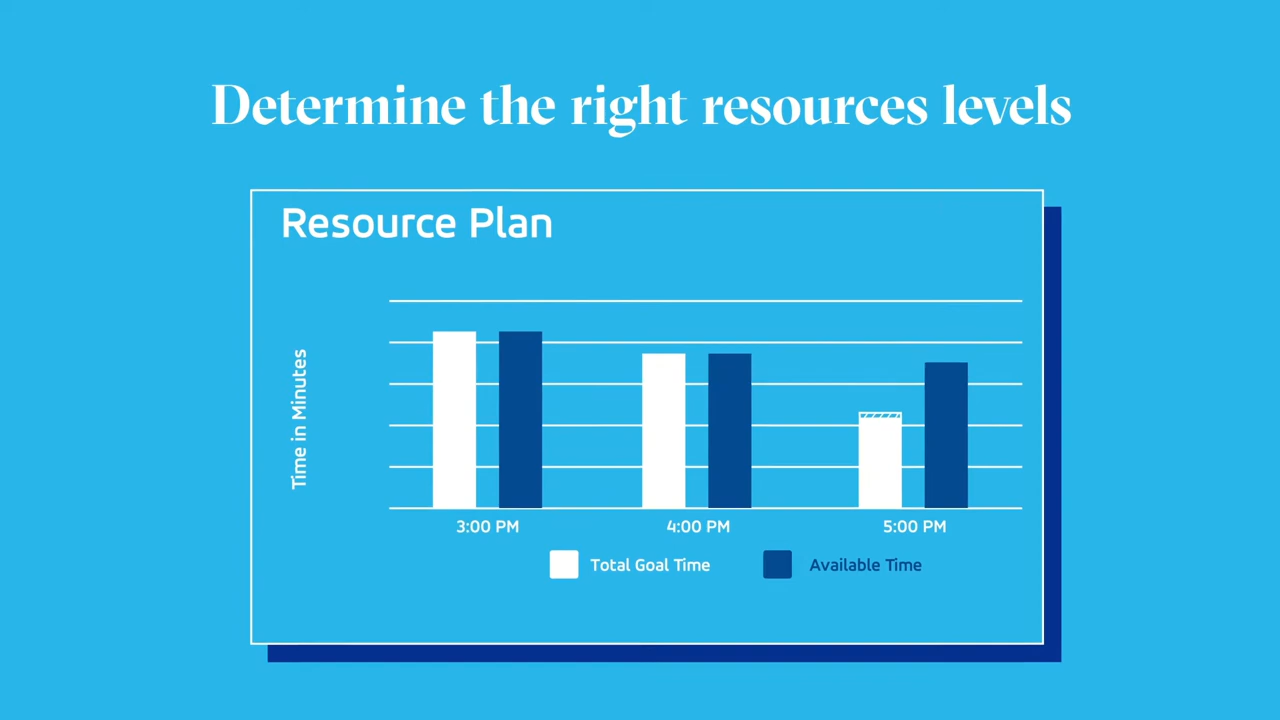 Determine the right resources levels
Resource Plan
Time in Minutes
3:00 PM
4:00 PM
5:00 PM
Total Goal Time
Available Time